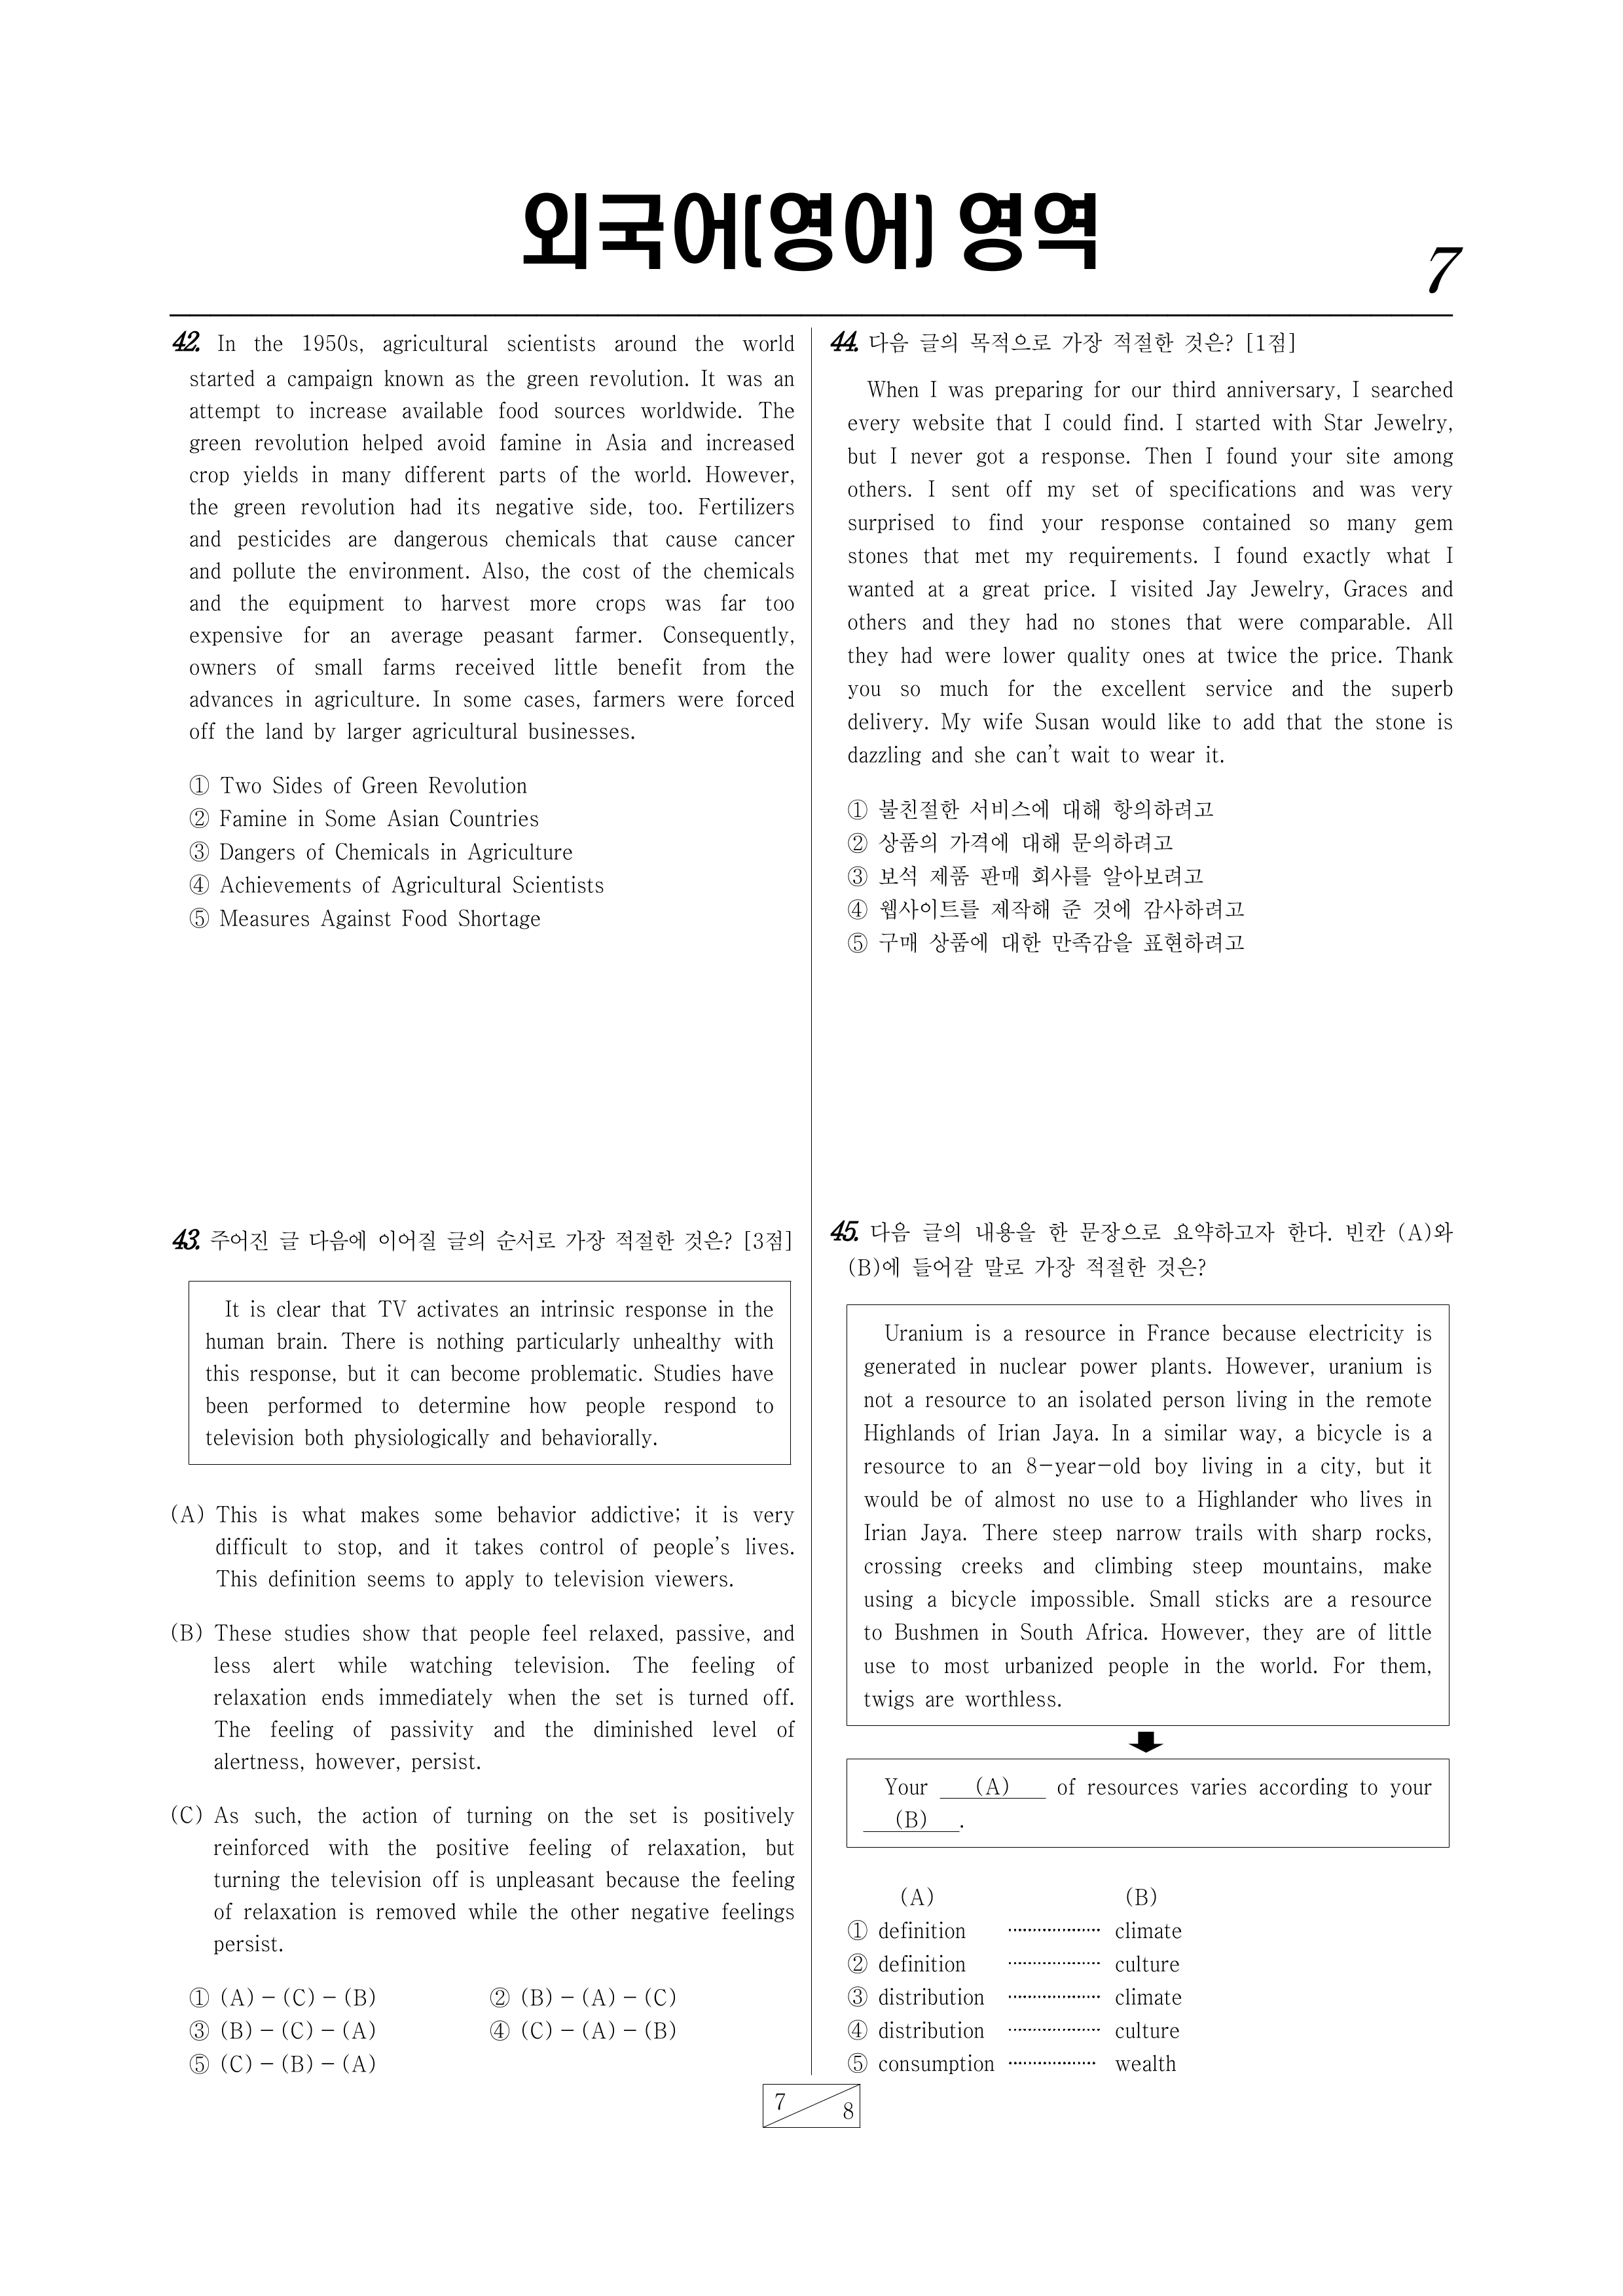 외국어(영어) 영역
7
42. In the 1950s, agricultural scientists around the world
started a campaign known as the green revolution. It was an
attempt to increase available food sources worldwide. The
green revolution helped avoid famine in Asia and increased
crop yields in many different parts of the world. However,
the green revolution had its negative side, too. Fertilizers
and pesticides are dangerous chemicals that cause cancer
and pollute the environment. Also, the cost of the chemicals
and the equipment to harvest more crops was far too
expensive for an average peasant farmer. Consequently,
owners of small farms received little benefit from the
advances in agriculture. In some cases, farmers were forced
off the land by larger agricultural businesses.
① Two Sides of Green Revolution
② Famine in Some Asian Countries
③ Dangers of Chemicals in Agriculture
④ Achievements of Agricultural Scientists
⑤ Measures Against Food Shortage
43. 주어진 글 다음에 이어질 글의 순서로 가장 적절한 것은? [3점]
It is clear that TV activates an intrinsic response in the
human brain. There is nothing particularly unhealthy with
this response, but it can become problematic. Studies have
been performed to determine how people respond to
television both physiologically and behaviorally.
(A) This is what makes some behavior addictive; it is very
difficult to stop, and it takes control of people's lives.
This definition seems to apply to television viewers.
(B) These studies show that people feel relaxed, passive, and
less alert while watching television. The feeling of
relaxation ends immediately when the set is turned off.
The feeling of passivity and the diminished level of
alertness, however, persist.
(C) As such, the action of turning on the set is positively
reinforced with the positive feeling of relaxation, but
turning the television off is unpleasant because the feeling
of relaxation is removed while the other negative feelings
persist.
① (A) - (C) - (B) ② (B) - (A) - (C)
③ (B) - (C) - (A) ④ (C) - (A) - (B)
⑤ (C) - (B) - (A)
44. 다음 글의 목적으로 가장 적절한 것은? [1점]
When I was preparing for our third anniversary, I searched
every website that I could find. I started with Star Jewelry,
but I never got a response. Then I found your site among
others. I sent off my set of specifications and was very
surprised to find your response contained so many gem
stones that met my requirements. I found exactly what I
wanted at a great price. I visited Jay Jewelry, Graces and
others and they had no stones that were comparable. All
they had were lower quality ones at twice the price. Thank
you so much for the excellent service and the superb
delivery. My wife Susan would like to add that the stone is
dazzling and she can't wait to wear it.
① 불친절한 서비스에 대해 항의하려고
② 상품의 가격에 대해 문의하려고
③ 보석 제품 판매 회사를 알아보려고
④ 웹사이트를 제작해 준 것에 감사하려고
⑤ 구매 상품에 대한 만족감을 표현하려고
45. 다음 글의 내용을 한 문장으로 요약하고자 한다. 빈칸 (A)와
(B)에 들어갈 말로 가장 적절한 것은?
Uranium is a resource in France because electricity is
generated in nuclear power plants. However, uranium is
not a resource to an isolated person living in the remote
Highlands of Irian Jaya. In a similar way, a bicycle is a
resource to an 8-year-old boy living in a city, but it
would be of almost no use to a Highlander who lives in
Irian Jaya. There steep narrow trails with sharp rocks,
crossing creeks and climbing steep mountains, make
using a bicycle impossible. Small sticks are a resource
to Bushmen in South Africa. However, they are of little
use to most urbanized people in the world. For them,
twigs are worthless.
Your (A) of resources varies according to your
(B) .
(A) (B)
① definition ··················· climate
② definition ··················· culture
③ distribution ··················· climate
④ distribution ··················· culture
⑤ consumption ·················· wealth
7
8